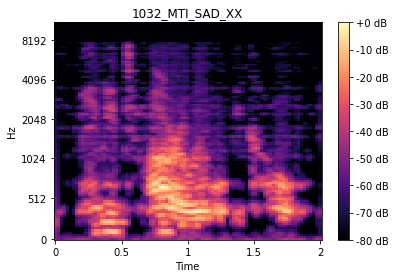 1032_MTI_SAD_XX
+0 dB
8192
-10 dB
4096
-20 dB
-30 dB
2048
Hz
-40 dB
1024
-50 dB
512
-60 dB
-70 dB
0
-80 dB
0 0.5 1 1.5 2
Time